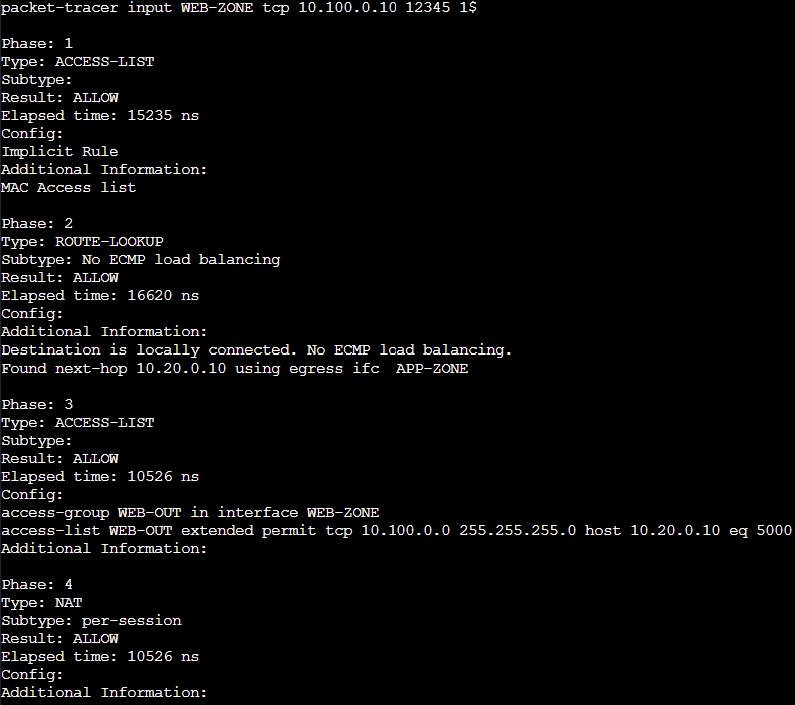 packet-tracer input WEB-ZONE tcp 10.100.0.10 12345 1$
Phase: 1
Type: ACCESS-LIST
Subtype:
Result: ALLOW
Elapsed time: 15235 ns
Config:
Implicit Rule
Additional Information:
MAC Access list
Phase: 2
Type: ROUTE-LOOKUP
Subtype: No ECMP load balancing
Result: ALLOW
Elapsed time: 16620 ns
Config:
Additional Information:
Destination is locally connected. No ECMP load balancing.
Found next-hop 10.20.0.10 using egress ifc  APP-ZONE
Phase: 3
Type: ACCESS-LIST
Subtype:
Result: ALLOW
Elapsed time: 10526 ns
Config:
access-group WEB-OUT in interface WEB-ZONE
access-list WEB-OUT extended permit tcp 10.100.0.0 255.255.255.0 host 10.20.0.10 eq 5000
Additional Information:
Phase: 4
Type: NAT
Subtype: per-session
Result: ALLOW
Elapsed time: 10526 ns
Config:
Additional Information: